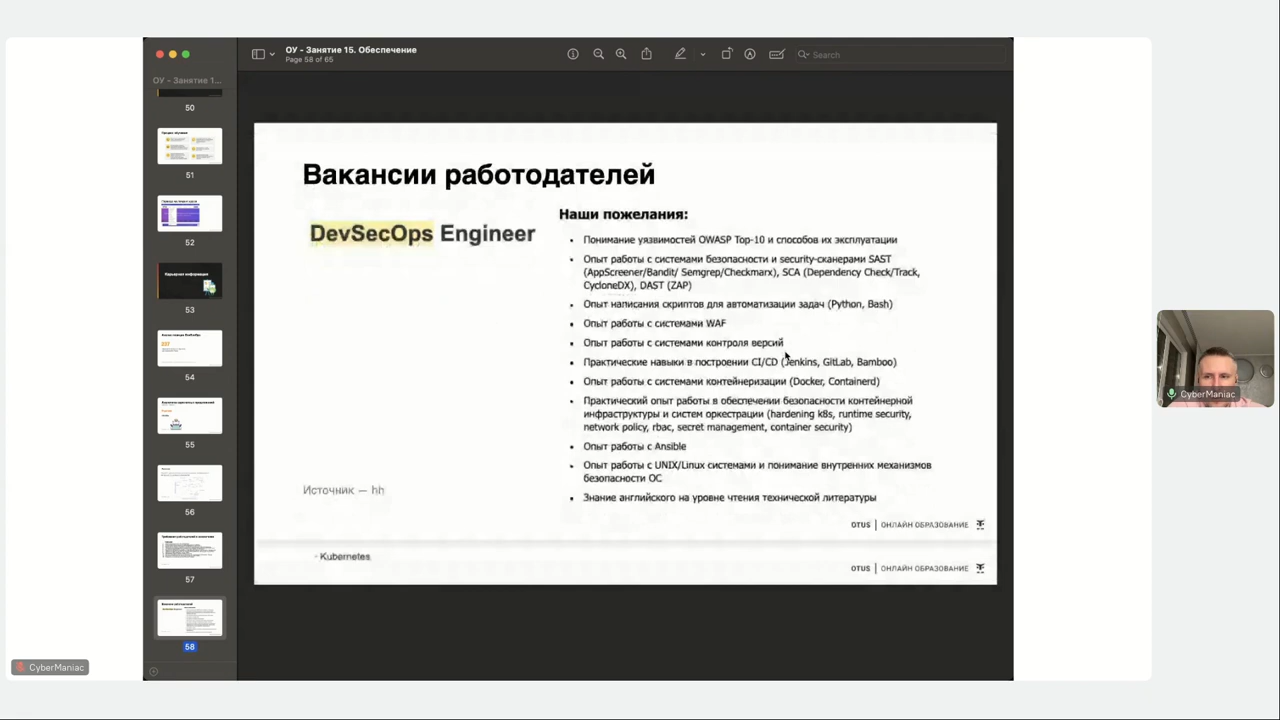 ОУ - Занятие 15. Обеспечение
Page 58 of 65
Search
ОУ - Занятие 1...
50
51
52
53
54
55
56
57
58
Карьерная информация
Вакансии работодателей
DevSecOps Engineer
Наши пожелания:
• Понимание уязвимостей OWASP Top-10 и способов их эксплуатации
• Опыт работы с системами безопасности и security-сканерами SAST
(AppScreener/Bandit/ Semgrep/Checkmarx), SCA (Dependency Check/Track,
CycloneDX), DAST (ZAP)
• Опыт написания скриптов для автоматизации задач (Python, Bash)
• Опыт работы с системами WAF
• Опыт работы с системами контроля версий
• Практические навыки в построении CI/CD (Jenkins, GitLab, Bamboo)
• Опыт работы с системами контейнеризации (Docker, Containerd)
• Практический опыт работы в обеспечении безопасности контейнерной
инфраструктуры и систем оркестрации (hardening k8s, runtime security,
network policy, rbac, secret management, container security)
• Опыт работы с Ansible
• Опыт работы с UNIX/Linux системами и понимание внутренних механизмов
безопасности ОС
• Знание английского на уровне чтения технической литературы
Источник — hh
OTUS | ОНЛАЙН ОБРАЗОВАНИЕ
- Kubernetes
OTUS | ОНЛАЙН ОБРАЗОВАНИЕ
CyberManiac
CyberManiac